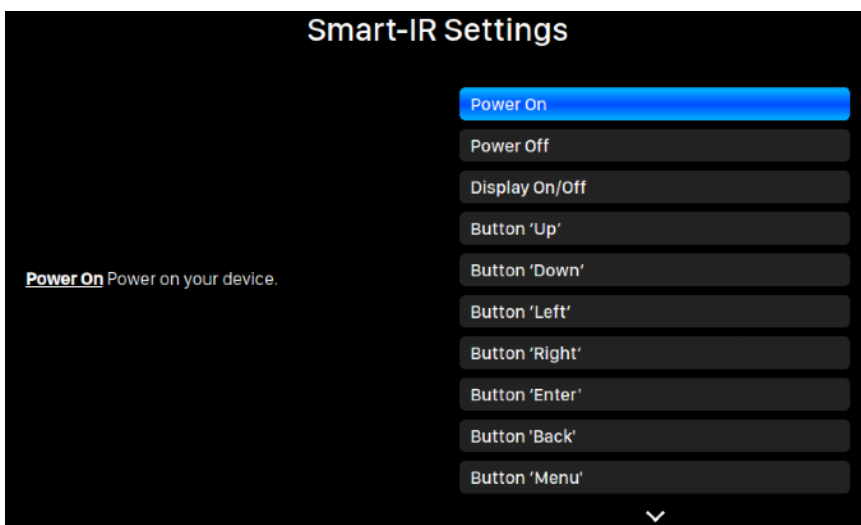 Smart-IR Settings
Power On
Power Off
Display On/Off
Button ‘Up’
Button ‘Down’
Power On Power on your device.
Button ‘Left’
Button ‘Right’
Button ‘Enter'
Button 'Back'
Button ‘Menu'